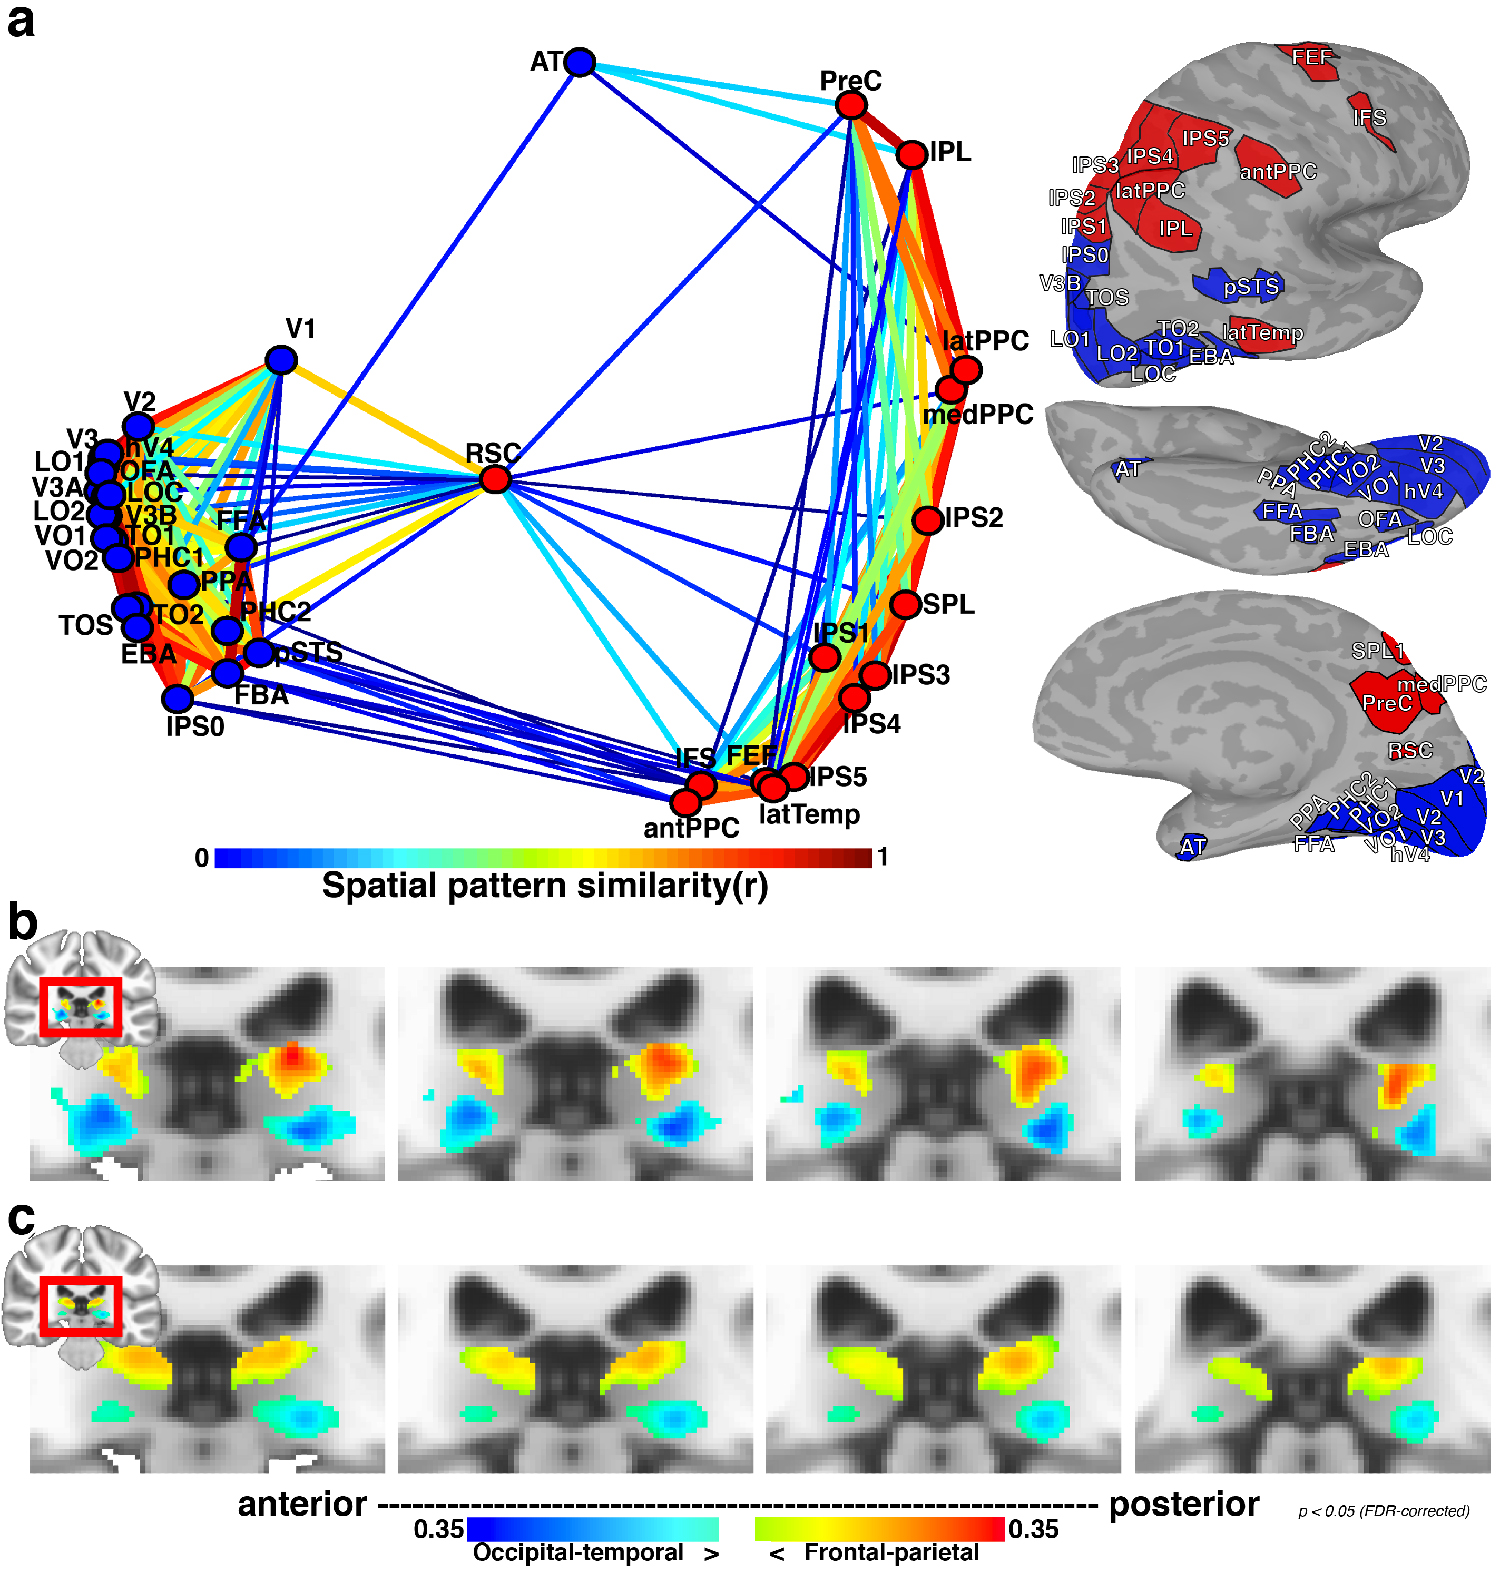 a
AT
PreC
IPL
V1
V2
V3
hV4
LO1
OFA
V3A
LOC
LO2
V3B
FFA
VO1
TO1
VO2
PHC1
PPA
TOS
TO2
PHC2
EBA
pSTS
FBA
IPS0
RSC
latPPC
medPPC
IPS2
SPL
IPS1
IPS3
IPS4
IFS
FEF
IPS5
antPPC
latTemp
0
1
Spatial pattern similarity(r)
FEF
IFS
IPS5
IPS4
IPS3
antPPC
latPPC
IPS2
IPS1
IPL
IPS0
V3B
TOS
pSTS
LO1
LO2
TO2
TO1
latTemp
EBA
LOC
AT
PPA
PHC2
PHC1
VO2
VO1
V2
V3
hV4
FFA
FBA
OFA
LOC
EBA
SPL1
medPPC
PreC
RSC
V2
V1
PPA
PHC2
PHC1
VO2
VO1
V2
V3
hV4
FFA
AT
b
c
anterior ---------------------------------------------------------------- posterior
p < 0.05 (FDR-corrected)
0.35
0.35
Occipital-temporal >
< Frontal-parietal